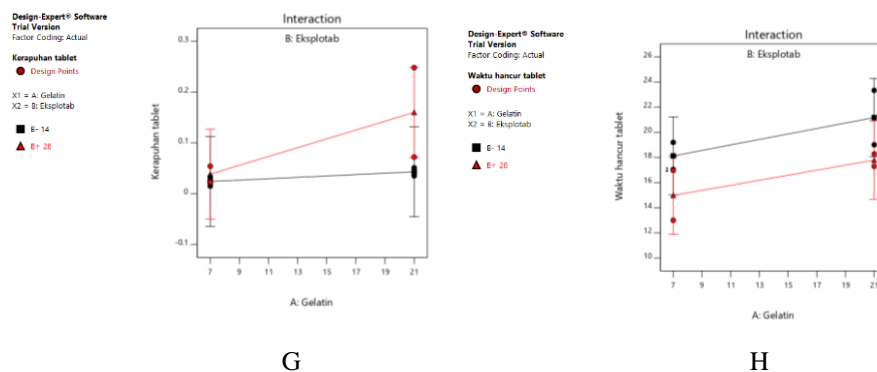 Design-Expert® Software
Trial Version
Factor Coding: Actual
Kerapuhan tablet
Design Points
X1 = A: Gelatin
X2 = B: Eksplotab
B- 14
B+ 28
Interaction
B: Eksplotab
Kerapuhan tablet
0.3
0.2
0.1
0
-0.1
7 9 11 13 15 17 19 21
A: Gelatin
G
Design-Expert® Software
Trial Version
Factor Coding: Actual
Waktu hancur tablet
Design Points
X1 = A: Gelatin
X2 = B: Eksplotab
B- 14
B+ 28
Interaction
B: Eksplotab
Waktu hancur tablet
26
24
22
20
18
16
14
12
10
2
7 9 11 13 15 17 19 21
A: Gelatin
H